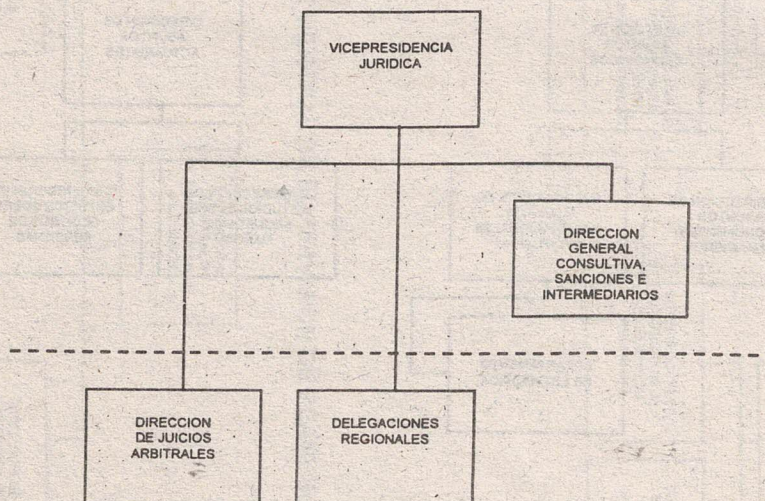 VICEPRESIDENCIA
JURIDICA
DIRECCION
GENERAL
CONSULTIVA,
SANCIONES E
INTERMEDIARIOS
DIRECCION
DE JUICIOS
ARBITRALES
DELEGACIONES
REGIONALES